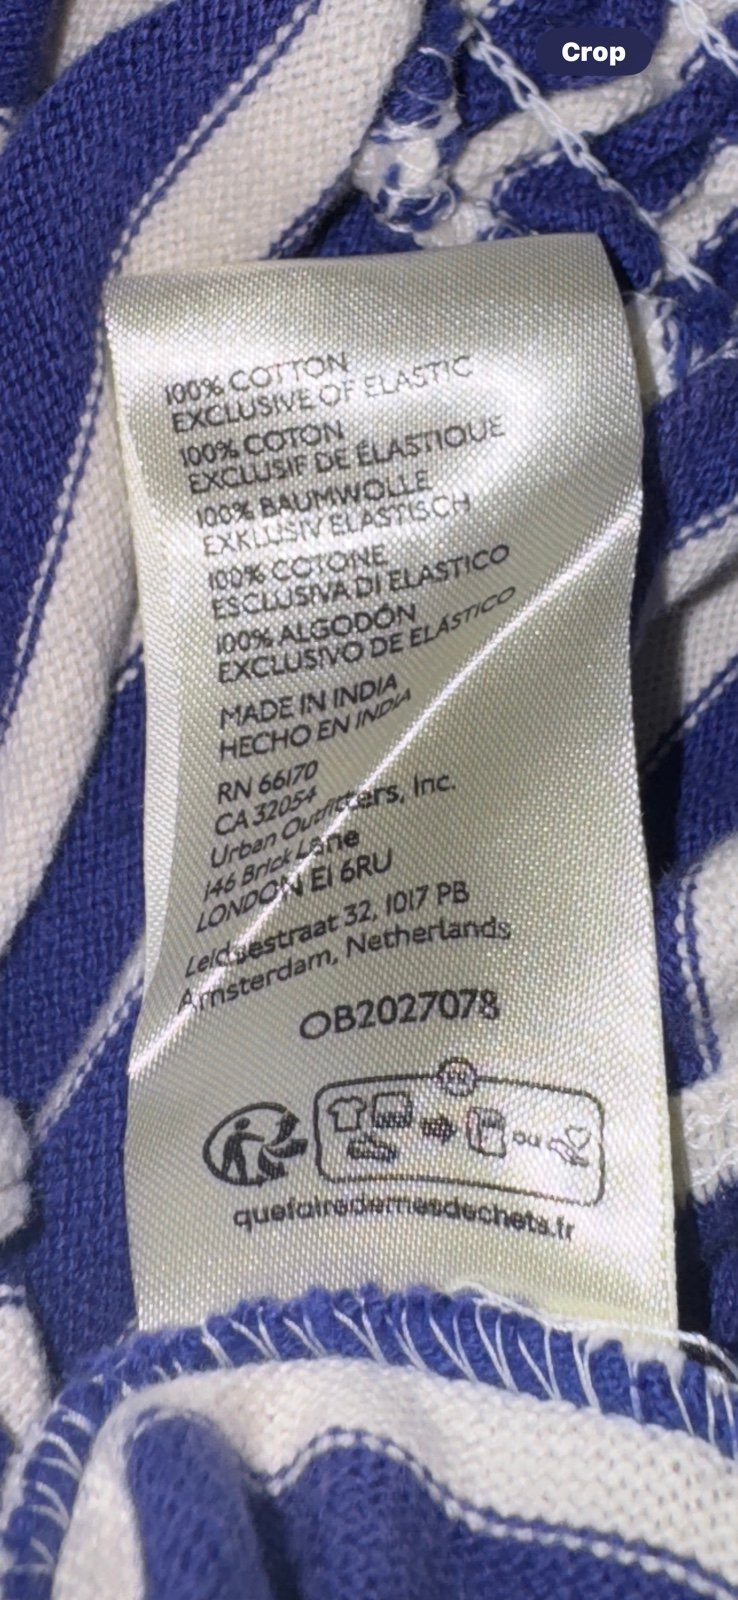 Crop
100% COTTON
EXCLUSIVE OF ELASTIC
100% COTON
EXCLUSIF DE ÉLASTIQUE
100% BAUMWOLLE
EXKLUSIV ELASTISCH
100% COTONE
ESCLUSIVA DI ELASTICO
100% ALGODÓN
EXCLUSIVO DE ELÁSTICO
MADE IN INDIA
HECHO EN INDIA
RN 66170
CA 32054
Urban Outfitters, Inc.
146 Brick Lane
LONDON E1 6RU
Leidsestraat 32, 1017 PB
Amsterdam, Netherlands
OB2027078
FR
ou
quefairedemesdechets.fr